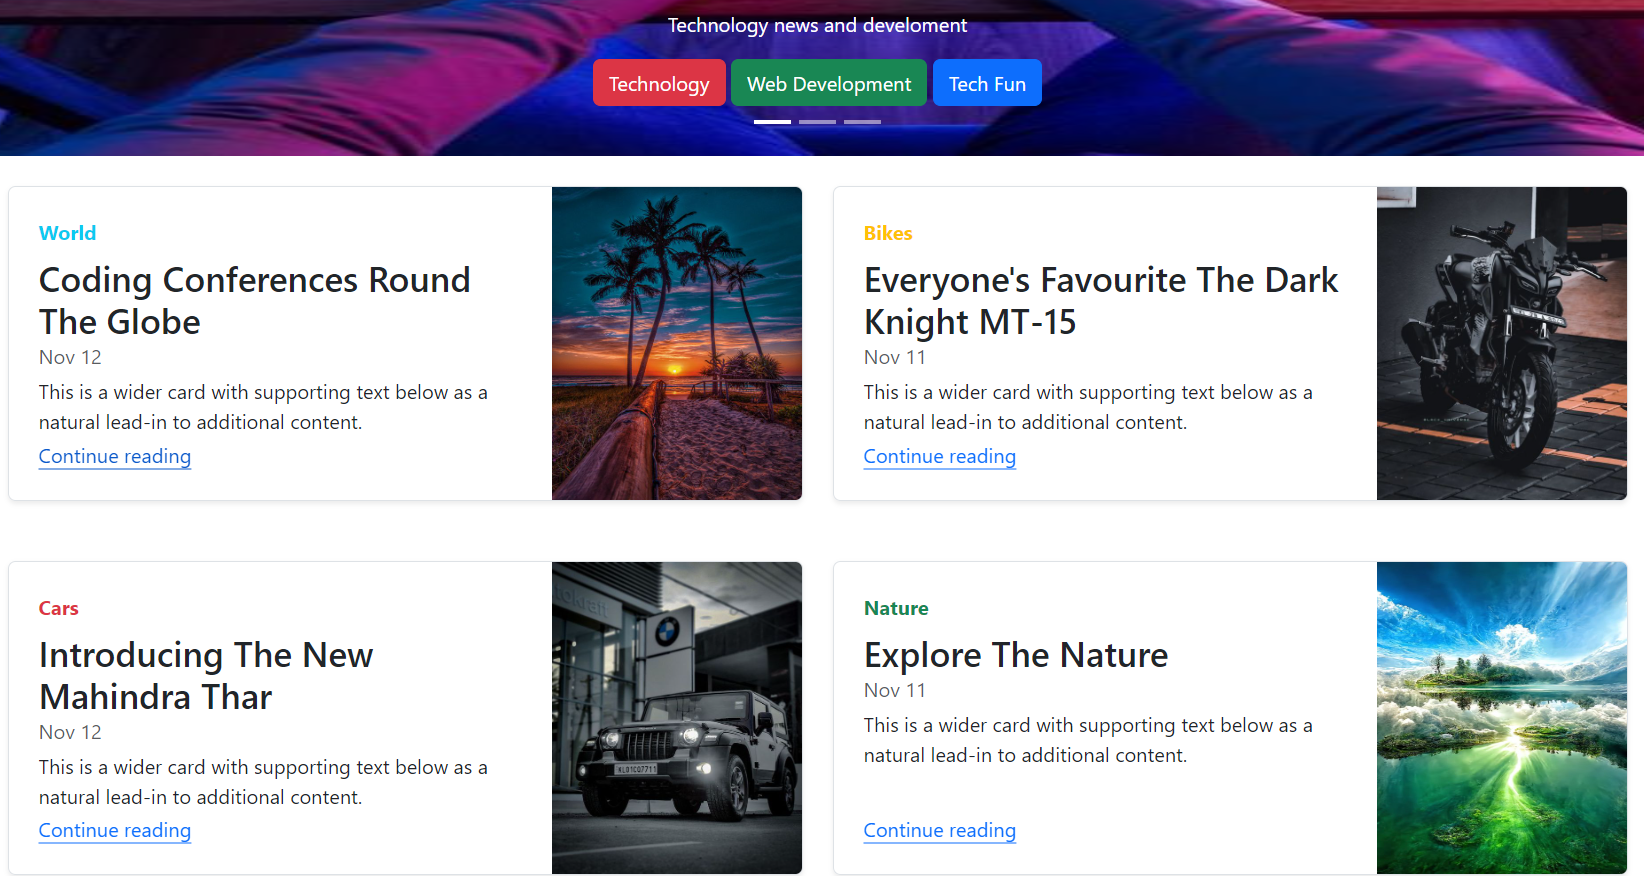 Technology news and develoment
Technology Web Development Tech Fun
World
Coding Conferences Round
The Globe
Nov 12
This is a wider card with supporting text below as a
natural lead-in to additional content.
Continue reading
Bikes
Everyone's Favourite The Dark
Knight MT-15
Nov 11
This is a wider card with supporting text below as a
natural lead-in to additional content.
Continue reading
Cars
Introducing The New
Mahindra Thar
Nov 12
This is a wider card with supporting text below as a
natural lead-in to additional content.
Continue reading
Nature
Explore The Nature
Nov 11
This is a wider card with supporting text below as a
natural lead-in to additional content.
Continue reading